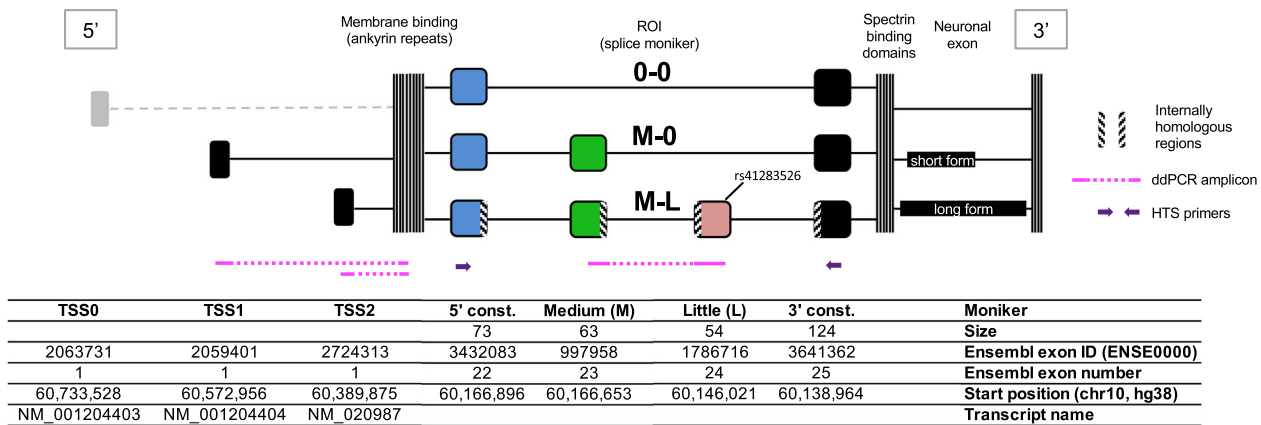 5’
Membrane binding
(ankyrin repeats)
ROI
(splice moniker)
Spectrin
binding
domains
Neuronal
exon
3’
0-0
M-0
M-L
rs41283526
short form
long form
Internally
homologous
regions
ddPCR amplicon
HTS primers
TSS0 TSS1 TSS2 5' const. Medium (M) Little (L) 3' const. Moniker
73 63 54 124 Size
2063731 2059401 2724313 3432083 997958 1786716 3641362 Ensembl exon ID (ENSE0000)
1 1 1 22 23 24 25 Ensembl exon number
60,733,528 60,572,956 60,389,875 60,166,896 60,166,653 60,146,021 60,138,964 Start position (chr10, hg38)
NM_001204403 NM_001204404 NM_020987 Transcript name